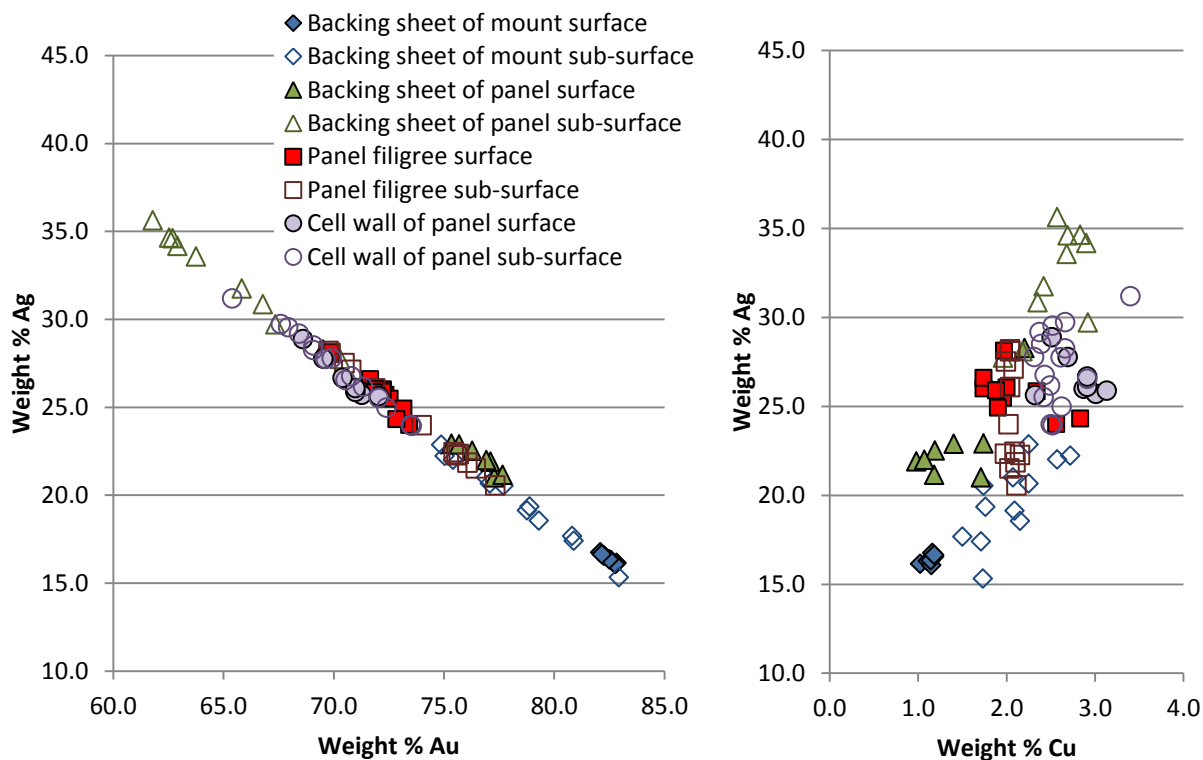 Backing sheet of mount surface
Backing sheet of mount sub-surface
Backing sheet of panel surface
Backing sheet of panel sub-surface
Panel filigree surface
Panel filigree sub-surface
Cell wall of panel surface
Cell wall of panel sub-surface
45.0
40.0
35.0
30.0
25.0
20.0
15.0
10.0
Weight % Ag
60.0 65.0 70.0 75.0 80.0 85.0
Weight % Au
45.0
40.0
35.0
30.0
25.0
20.0
15.0
10.0
Weight % Ag
0.0 1.0 2.0 3.0 4.0
Weight % Cu